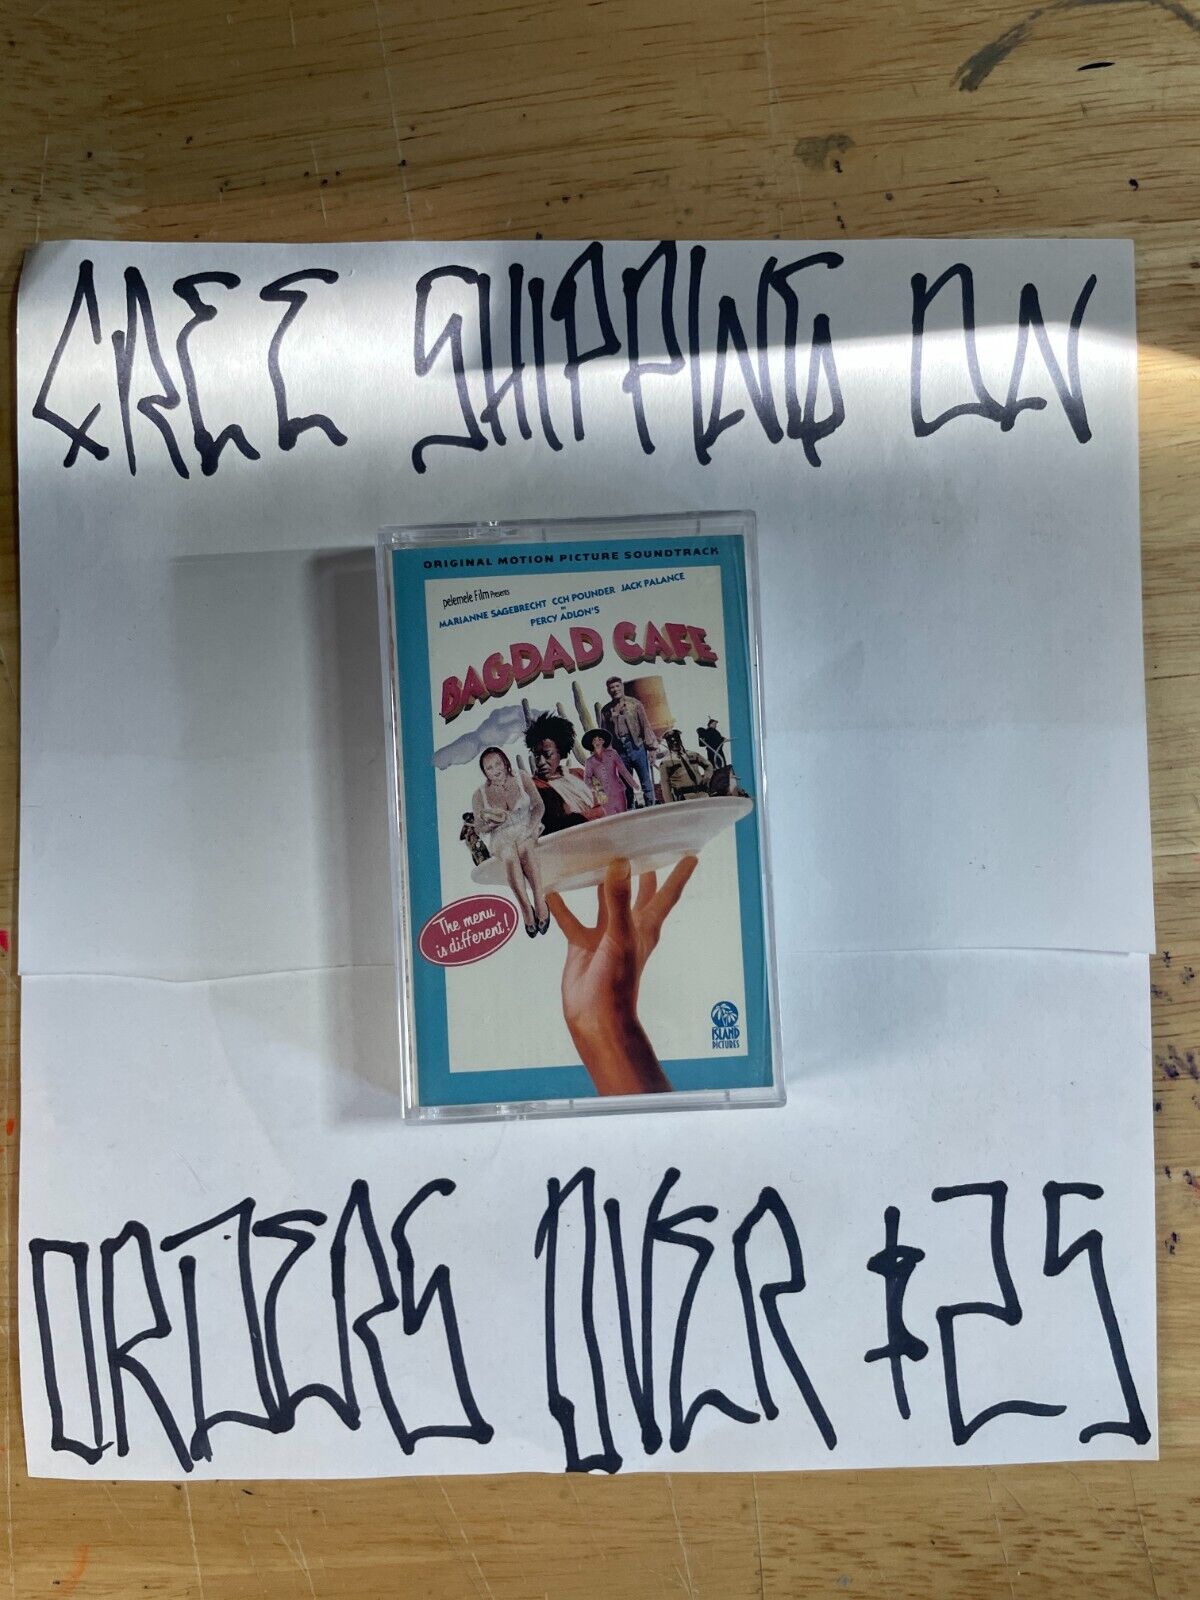 FREE SHIPPING ON
ORIGINAL MOTION PICTURE SOUNDTRACK
pelemele Film Presents
MARIANNE SAGEBRECHT CCH POUNDER JACK PALANCE
IN
PERCY ADLON'S
BAGDAD CAFE
The menu
is different!
ISLAND
PICTURES
ORDERS OVER $25